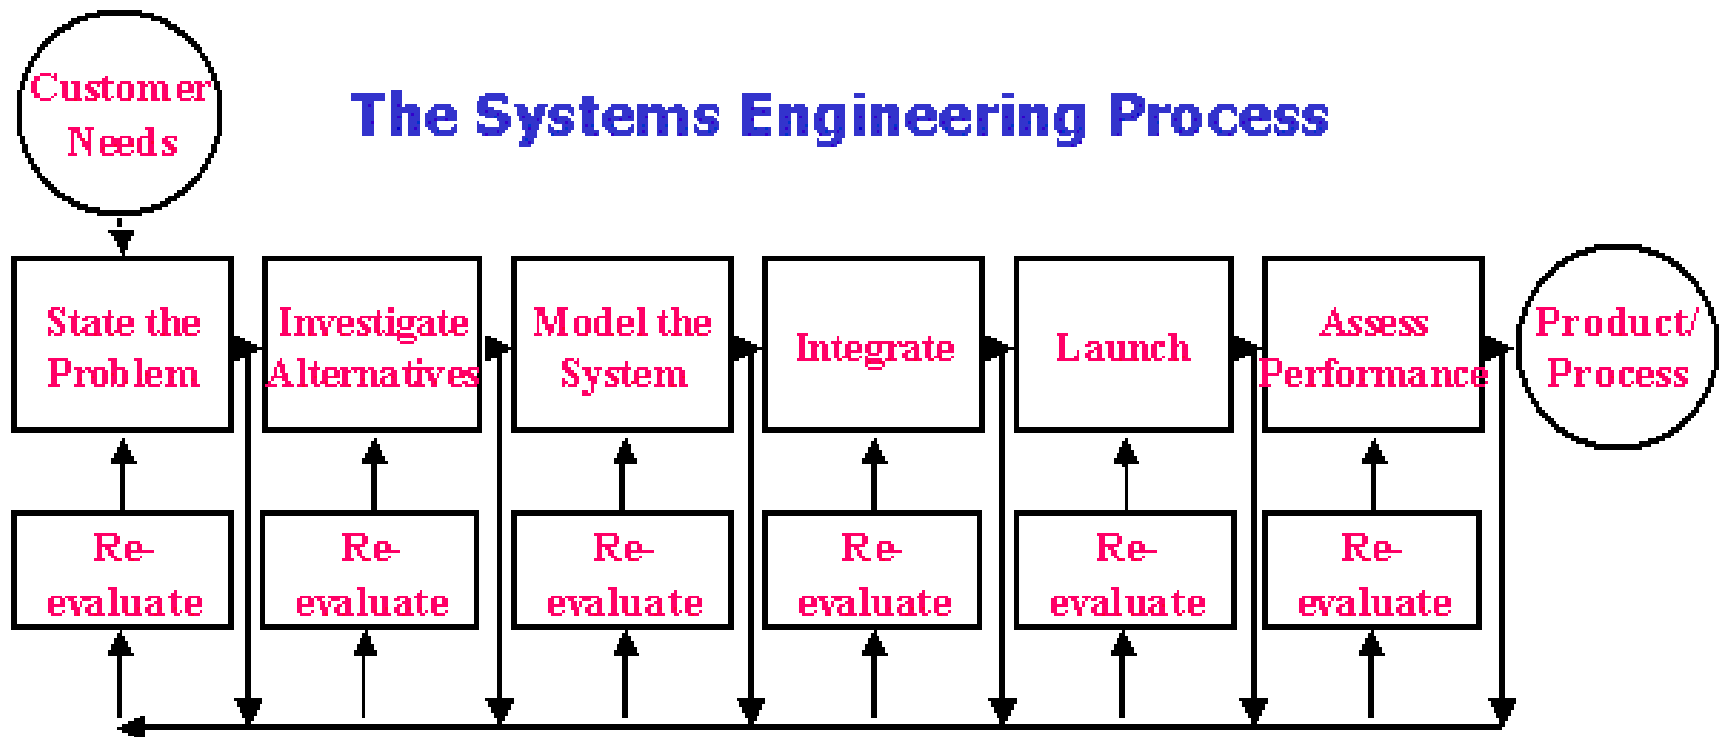 Customer
Needs
The Systems Engineering Process
State the
Problem
Investigate
Alternatives
Model the
System
Integrate
Launch
Assess
Performance
Product/
Process
Re-
evaluate
Re-
evaluate
Re-
evaluate
Re-
evaluate
Re-
evaluate
Re-
evaluate